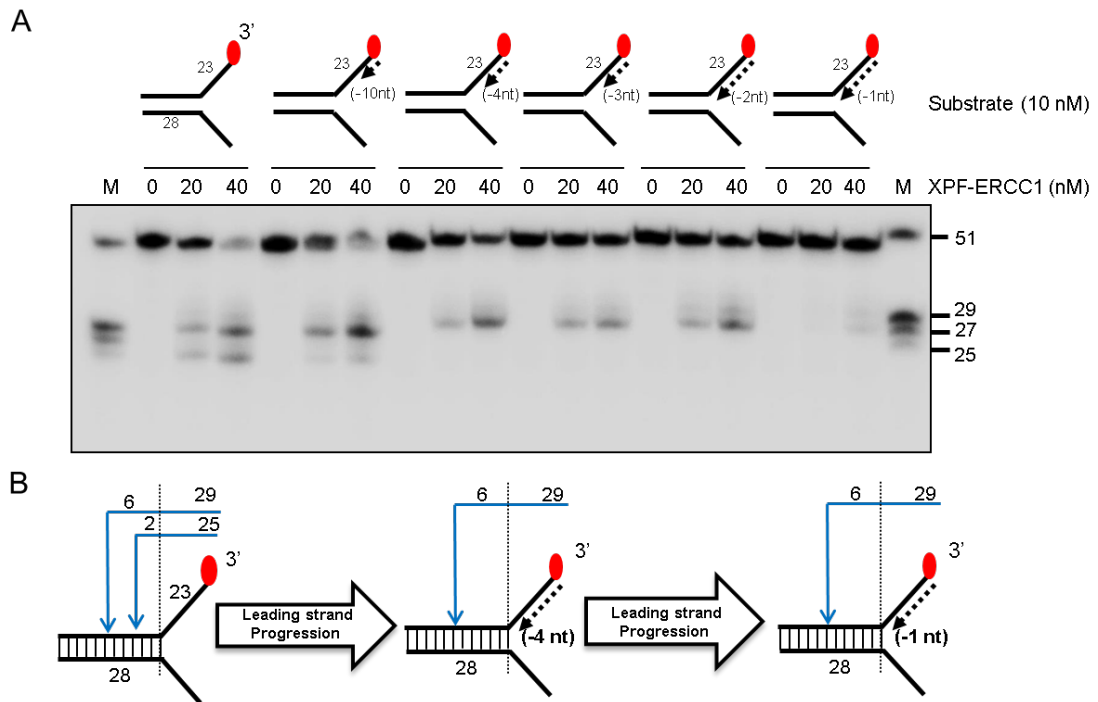 A
3'
23
28
23
(-10nt)
23
(-4nt)
23
(-3nt)
23
(-2nt)
23
(-1nt)
Substrate (10 nM)
M 0 20 40 0 20 40 0 20 40 0 20 40 0 20 40 0 20 40 M XPF-ERCC1 (nM)
51
29
27
25
B
6 29
2 25
3'
23
28
Leading strand
Progression
6 29
3'
(-4 nt)
28
Leading strand
Progression
6 29
3'
(-1 nt)
28